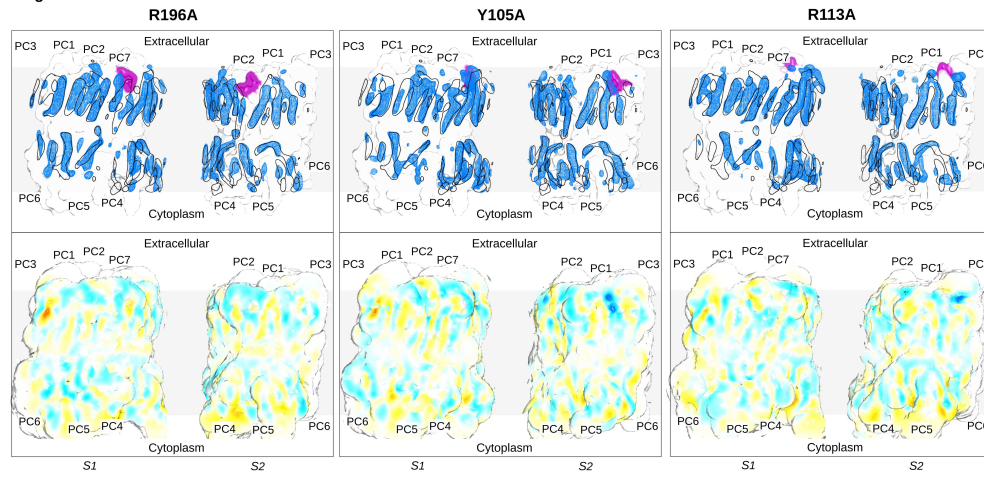 R196A
Y105A
R113A
Extracellular
PC3 PC1 PC2 PC7 PC2 PC1 PC3
PC6
PC6 PC5 PC4 PC4 PC5
Cytoplasm
Extracellular
PC3 PC1 PC2 PC7 PC2 PC1 PC3
PC6
PC6 PC5 PC4 PC4 PC5
Cytoplasm
Extracellular
PC3 PC1 PC2 PC7 PC2 PC1 PC3
PC6 PC5 PC4 PC4 PC5
Cytoplasm
Extracellular
PC3 PC1 PC2 PC7 PC2 PC1 PC3
PC6 PC5 PC4 PC4 PC5 PC6
Cytoplasm
Extracellular
PC3 PC1 PC2 PC7 PC2 PC1 PC3
PC6 PC5 PC4 PC4 PC5 PC6
Cytoplasm
Extracellular
PC3 PC1 PC2 PC7 PC2 PC1
PC6 PC5 PC4 PC4 PC5
Cytoplasm
S1 S2 S1 S2 S1 S2